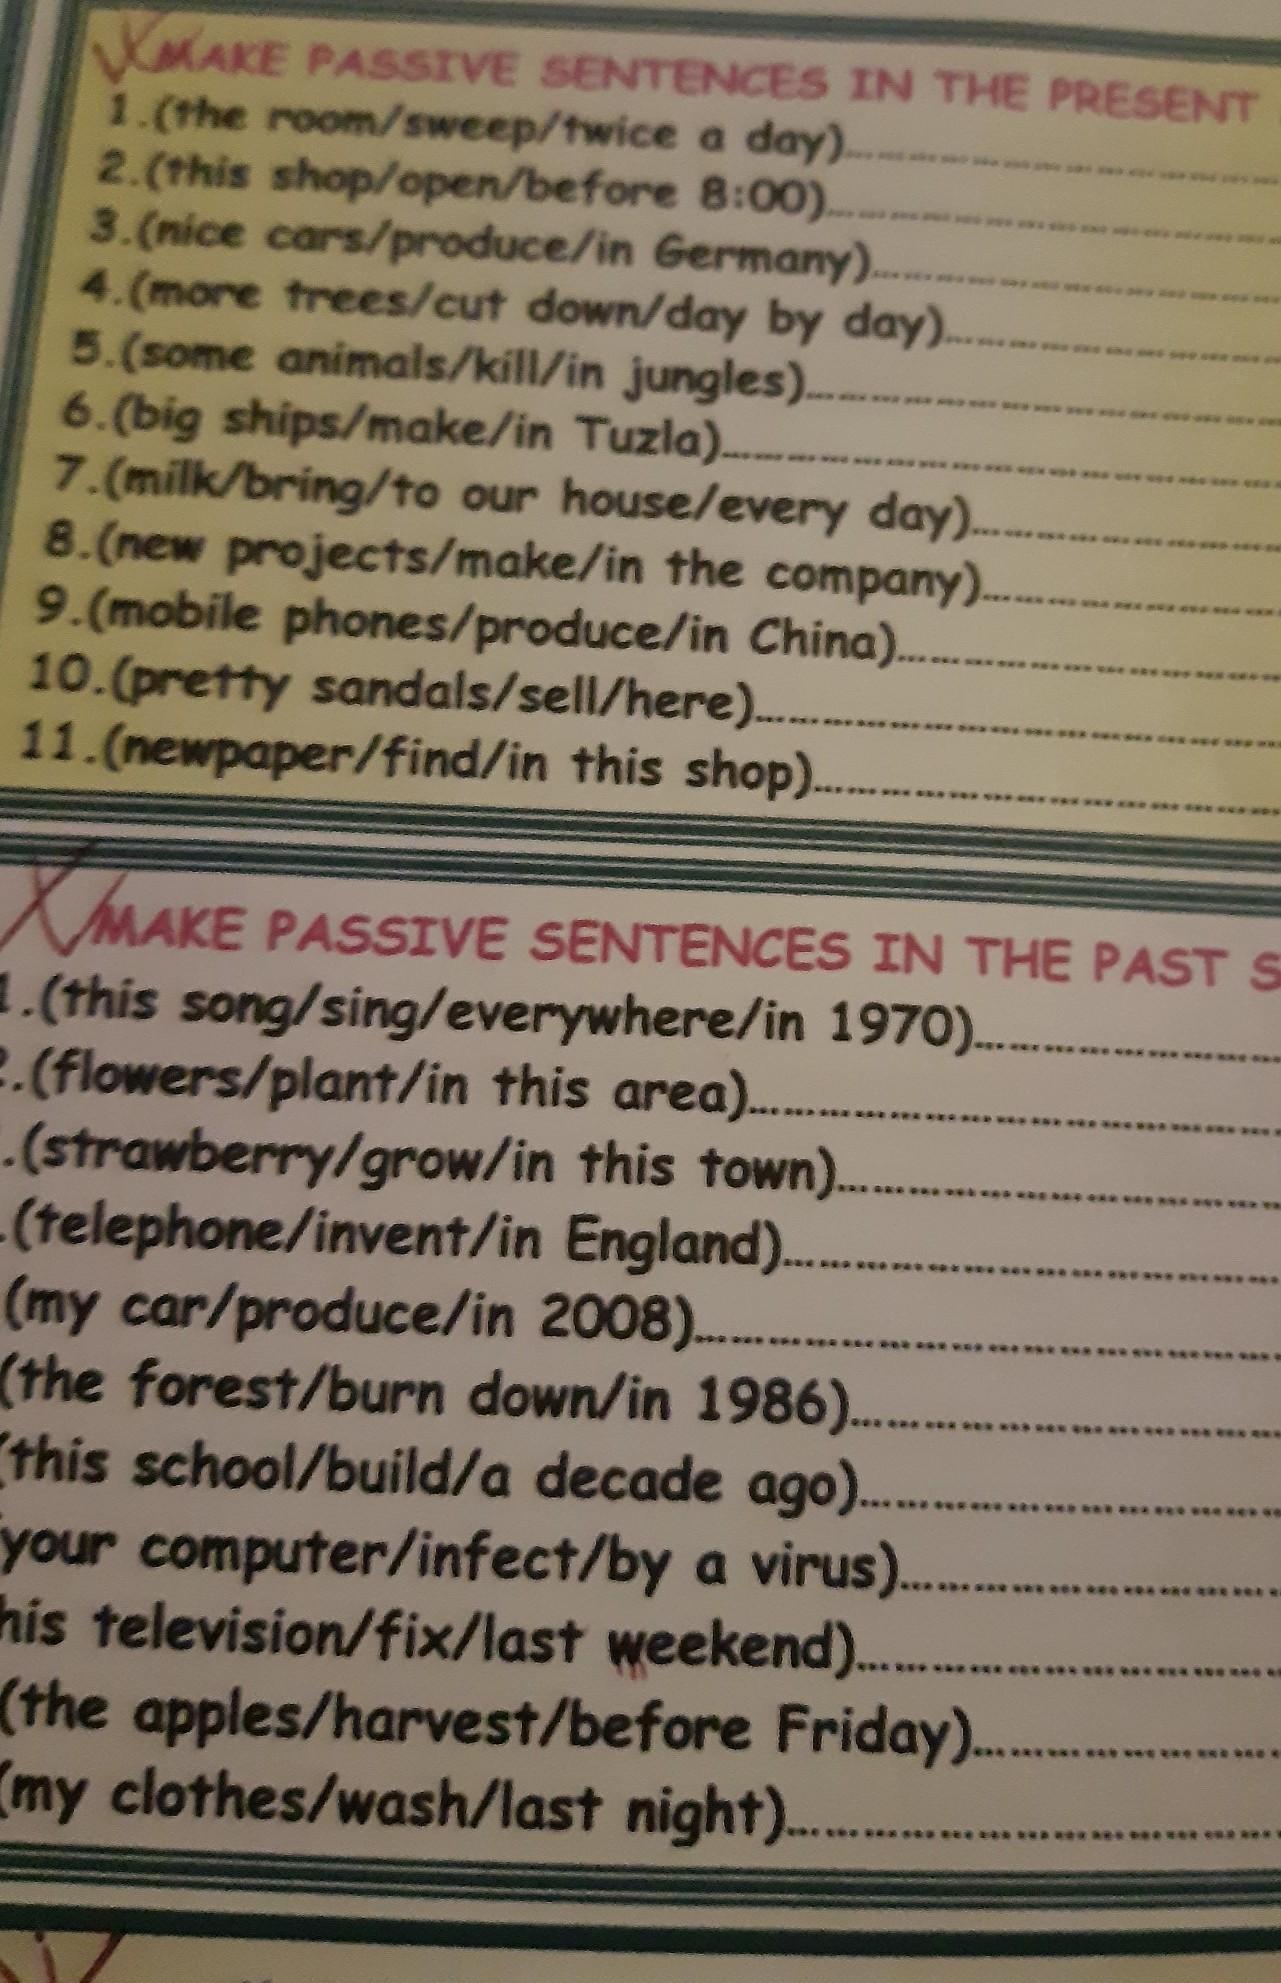 MAKE PASSIVE SENTENCES IN THE PRESENT
1.(the room/sweep/twice a day)
2.(this shop/open/before 8:00)
3.(nice cars/produce/in Germany)
4.(more trees/cut down/day by day)
5.(some animals/kill/in jungles)
6.(big ships/make/in Tuzla)
7.(milk/bring/to our house/every day)
8.(new projects/make/in the company)
9.(mobile phones/produce/in China)
10.(pretty sandals/sell/here)
11.(newpaper/find/in this shop)
MAKE PASSIVE SENTENCES IN THE PAST S
1.(this song/sing/everywhere/in 1970)
.(flowers/plant/in this area)
.(strawberry/grow/in this town)
.(telephone/invent/in England)
(my car/produce/in 2008)
(the forest/burn down/in 1986)
(this school/build/a decade ago)
your computer/infect/by a virus)
his television/fix/last weekend)
(the apples/harvest/before Friday)
(my clothes/wash/last night)